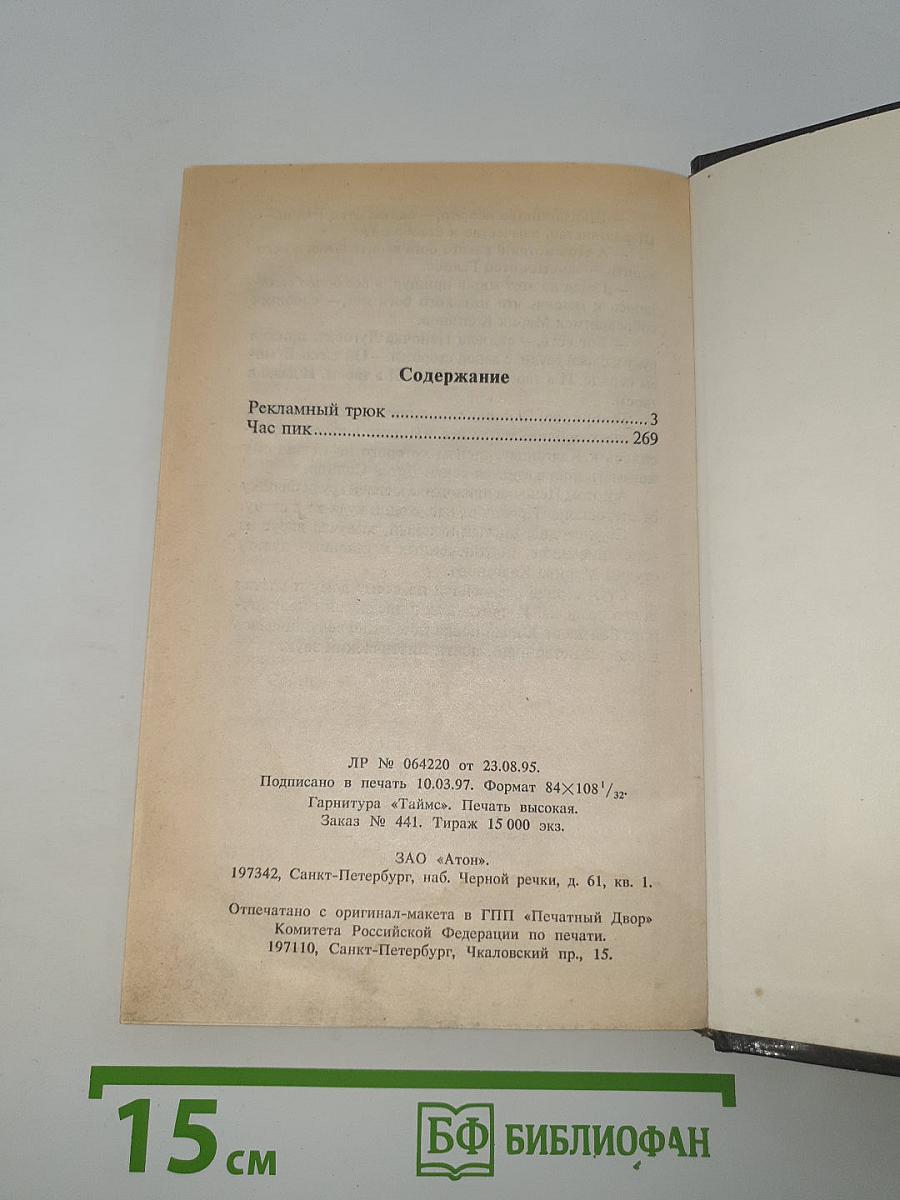 Содержание
Рекламный трюк ........................................................ 3
Час пик.................................................................... 269
ЛР № 064220 от 23.08.95.
Подписано в печать 10.03.97. Формат 84×108 1/32.
Гарнитура «Таймс». Печать высокая.
Заказ № 441. Тираж 15 000 экз.
ЗАО «Атон».
197342, Санкт-Петербург, наб. Черной речки, д. 61, кв. 1.
Отпечатано с оригинал-макета в ГПП «Печатный Двор»
Комитета Российской Федерации по печати.
197110, Санкт-Петербург, Чкаловский пр., 15.
15 см
БФ БИБЛИОФАН